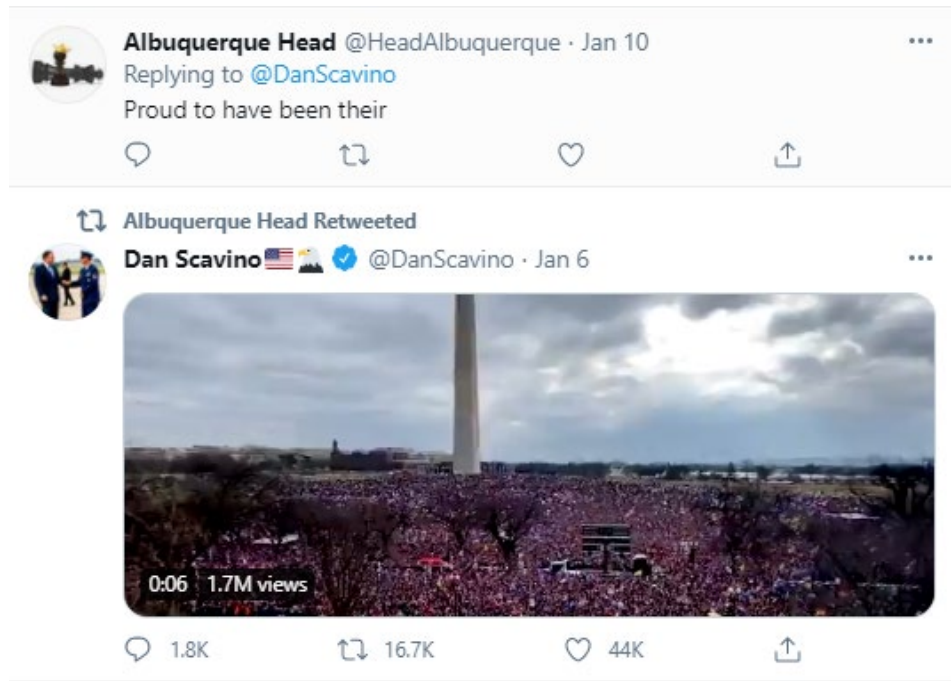 Albuquerque Head @HeadAlbuquerque · Jan 10
Replying to @DanScavino
Proud to have been their
Albuquerque Head Retweeted
Dan Scavino🇺🇸🦅 @DanScavino · Jan 6
0:06 1.7M views
1.8K 16.7K 44K